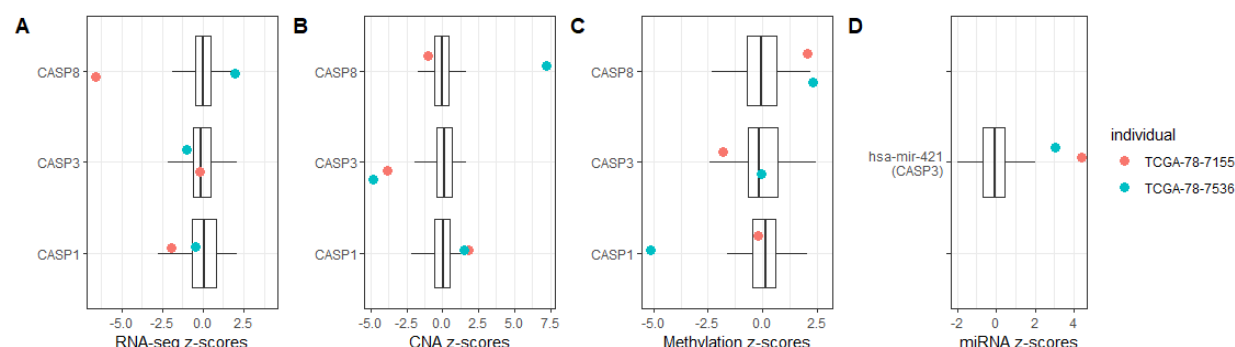 A
B
C
D
CASP8
CASP3
CASP1
-5.0
-2.5
0.0
2.5
RNA-seq z-scores
CASP8
CASP3
CASP1
-5.0
-2.5
0.0
2.5
5.0
7.5
CNA z-scores
CASP8
CASP3
CASP1
-5.0
-2.5
0.0
2.5
Methylation z-scores
hsa-mir-421
(CASP3)
-2
0
2
4
miRNA z-scores
individual
TCGA-78-7155
TCGA-78-7536